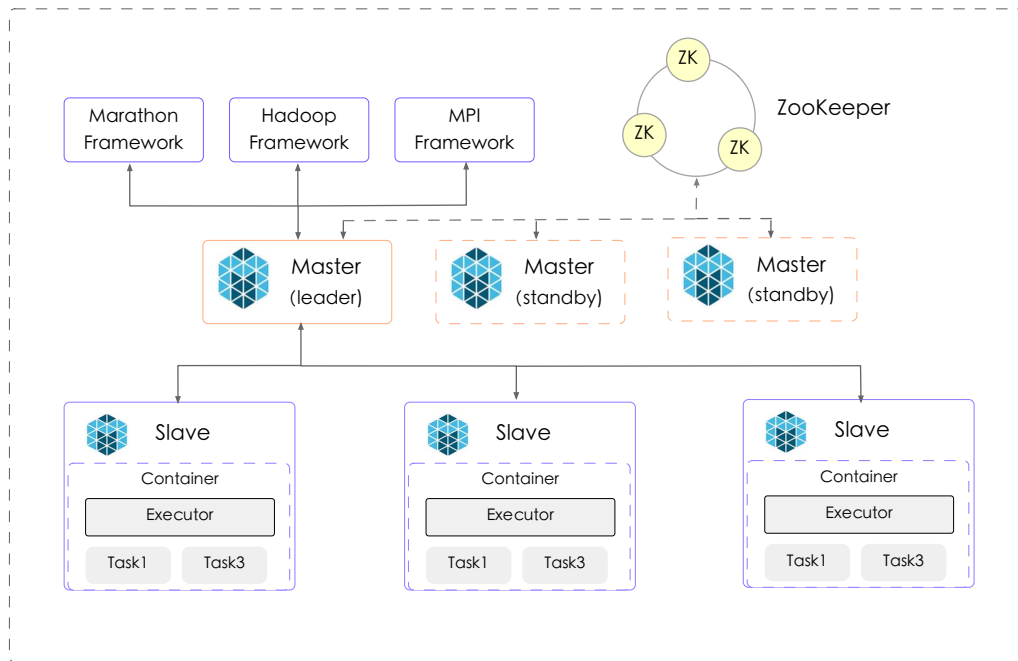 ZK
ZooKeeper
ZK
ZK
Marathon
Framework
Hadoop
Framework
MPI
Framework
Master
(leader)
Master
(standby)
Master
(standby)
Slave
Container
Executor
Task1
Task3
Slave
Container
Executor
Task1
Task3
Slave
Container
Executor
Task1
Task3